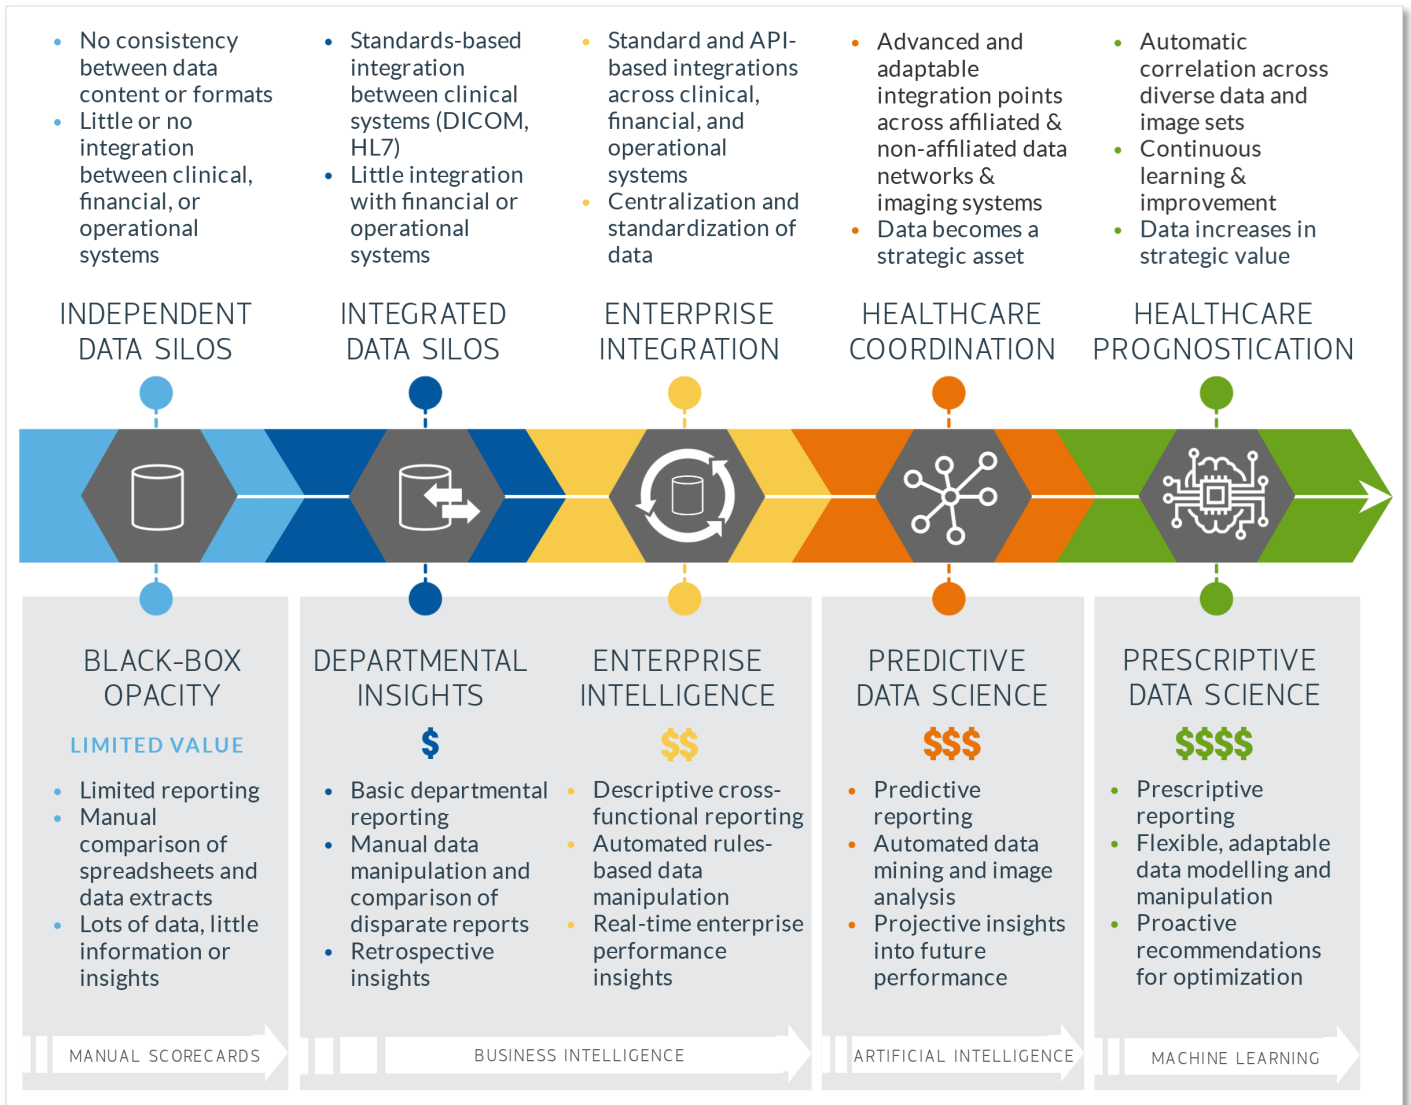 • No consistency
between data
content or formats
• Little or no
integration
between clinical,
financial, or
operational
systems
• Standards-based
integration
between clinical
systems (DICOM,
HL7)
• Little integration
with financial or
operational
systems
• Standard and API-
based integrations
across clinical,
financial, and
operational
systems
• Centralization and
standardization of
data
• Advanced and
adaptable
integration points
across affiliated &
non-affiliated data
networks &
imaging systems
• Data becomes a
strategic asset
• Automatic
correlation across
diverse data and
image sets
• Continuous
learning &
improvement
• Data increases in
strategic value
INDEPENDENT
DATA SILOS
INTEGRATED
DATA SILOS
ENTERPRISE
INTEGRATION
HEALTHCARE
COORDINATION
HEALTHCARE
PROGNOSTICATION
BLACK-BOX
OPACITY
LIMITED VALUE
• Limited reporting
• Manual
comparison of
spreadsheets and
data extracts
• Lots of data, little
information or
insights
DEPARTMENTAL
INSIGHTS
$
• Basic departmental
reporting
• Manual data
manipulation and
comparison of
disparate reports
• Retrospective
insights
ENTERPRISE
INTELLIGENCE
$$
• Descriptive cross-
functional reporting
• Automated rules-
based data
manipulation
• Real-time enterprise
performance
insights
PREDICTIVE
DATA SCIENCE
$$$
• Predictive
reporting
• Automated data
mining and image
analysis
• Projective insights
into future
performance
PRESCRIPTIVE
DATA SCIENCE
$$$$
• Prescriptive
reporting
• Flexible, adaptable
data modelling and
manipulation
• Proactive
recommendations
for optimization
MANUAL SCORECARDS
BUSINESS INTELLIGENCE
ARTIFICIAL INTELLIGENCE
MACHINE LEARNING